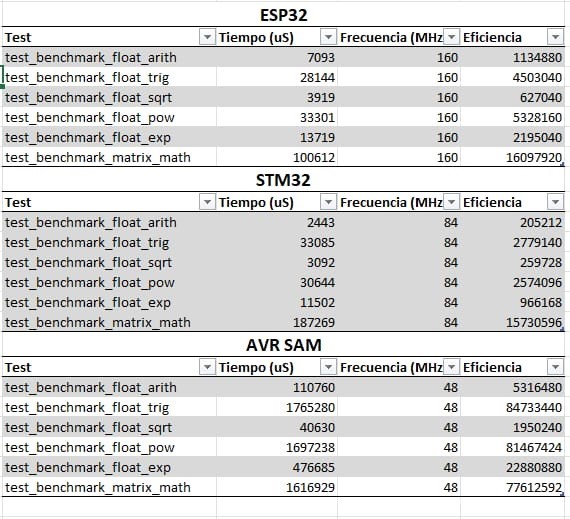 ESP32
Test Tiempo (uS) Frecuencia (MHz Eficiencia
test_benchmark_float_arith 7093 160 1134880
test_benchmark_float_trig 28144 160 4503040
test_benchmark_float_sqrt 3919 160 627040
test_benchmark_float_pow 33301 160 5328160
test_benchmark_float_exp 13719 160 2195040
test_benchmark_matrix_math 100612 160 16097920
STM32
Test Tiempo (uS) Frecuencia (MHz Eficiencia
test_benchmark_float_arith 2443 84 205212
test_benchmark_float_trig 33085 84 2779140
test_benchmark_float_sqrt 3092 84 259728
test_benchmark_float_pow 30644 84 2574096
test_benchmark_float_exp 11502 84 966168
test_benchmark_matrix_math 187269 84 15730596
AVR SAM
Test Tiempo (uS) Frecuencia (MHz Eficiencia
test_benchmark_float_arith 110760 48 5316480
test_benchmark_float_trig 1765280 48 84733440
test_benchmark_float_sqrt 40630 48 1950240
test_benchmark_float_pow 1697238 48 81467424
test_benchmark_float_exp 476685 48 22880880
test_benchmark_matrix_math 1616929 48 77612592